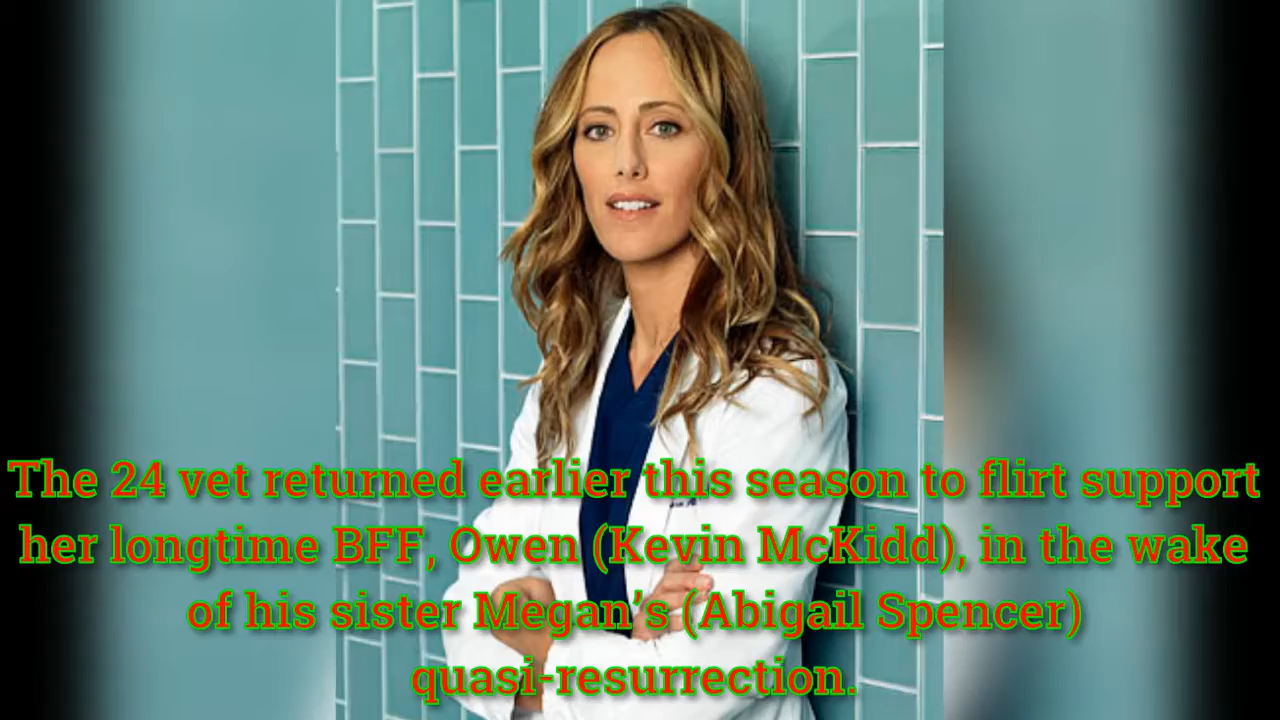 The 24 vet returned earlier this season to flirt support
her longtime BFF, Owen (Kevin McKidd), in the wake
of his sister Megan’s (Abigail Spencer)
quasi-resurrection.